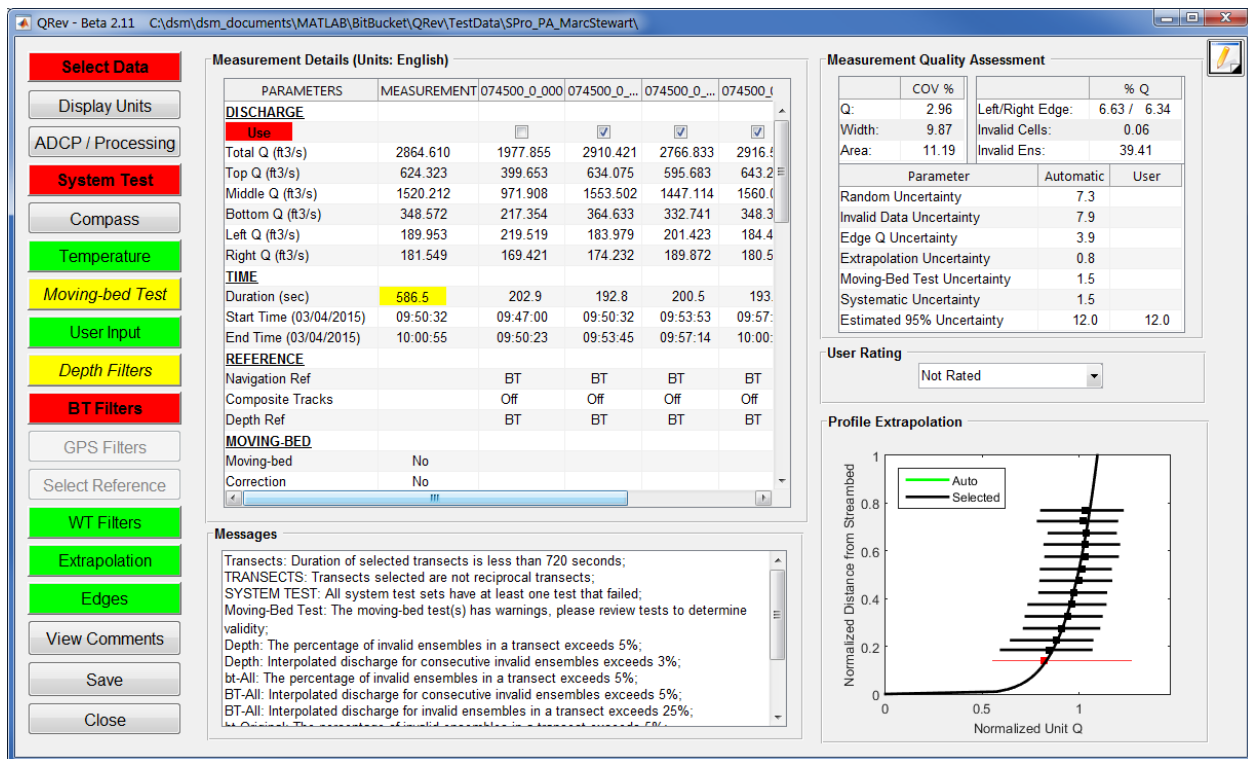 QRev - Beta 2.11 C:\dsm\dsm_documents\MATLAB\BitBucket\QRev\TestData\SPro_PA_MarcStewart\
Select Data
Display Units
ADCP / Processing
System Test
Compass
Temperature
Moving-bed Test
User Input
Depth Filters
BT Filters
GPS Filters
Select Reference
WT Filters
Extrapolation
Edges
View Comments
Save
Close
Measurement Details (Units: English)
PARAMETERS MEASUREMENT 074500_0_000 074500_0_... 074500_0_... 074500_(
DISCHARGE
Use
Total Q (ft3/s) 2864.610 1977.855 2910.421 2766.833 2916.5
Top Q (ft3/s) 624.323 399.653 634.075 595.683 643.2
Middle Q (ft3/s) 1520.212 971.908 1553.502 1447.114 1560.0
Bottom Q (ft3/s) 348.572 217.354 364.633 332.741 348.3
Left Q (ft3/s) 189.953 219.519 183.979 201.423 184.4
Right Q (ft3/s) 181.549 169.421 174.232 189.872 180.5
TIME
Duration (sec) 586.5 202.9 192.8 200.5 193.
Start Time (03/04/2015) 09:50:32 09:47:00 09:50:32 09:53:53 09:57:
End Time (03/04/2015) 10:00:55 09:50:23 09:53:45 09:57:14 10:00:
REFERENCE
Navigation Ref BT BT BT BT
Composite Tracks Off Off Off Off
Depth Ref BT BT BT BT
MOVING-BED
Moving-bed No
Correction No
Messages
Transects: Duration of selected transects is less than 720 seconds;
TRANSECTS: Transects selected are not reciprocal transects;
SYSTEM TEST: All system test sets have at least one test that failed;
Moving-Bed Test: The moving-bed test(s) has warnings, please review tests to determine
validity;
Depth: The percentage of invalid ensembles in a transect exceeds 5%;
Depth: Interpolated discharge for consecutive invalid ensembles exceeds 3%;
bt-All: The percentage of invalid ensembles in a transect exceeds 5%;
BT-All: Interpolated discharge for consecutive invalid ensembles exceeds 5%;
BT-All: Interpolated discharge for invalid ensembles in a transect exceeds 25%;
bt-Original: The percentage of invalid ensembles in a transect exceeds 5%;
Measurement Quality Assessment
COV % % Q
Q: 2.96 Left/Right Edge: 6.63 / 6.34
Width: 9.87 Invalid Cells: 0.06
Area: 11.19 Invalid Ens: 39.41
Parameter Automatic User
Random Uncertainty 7.3
Invalid Data Uncertainty 7.9
Edge Q Uncertainty 3.9
Extrapolation Uncertainty 0.8
Moving-Bed Test Uncertainty 1.5
Systematic Uncertainty 1.5
Estimated 95% Uncertainty 12.0 12.0
User Rating
Not Rated
Profile Extrapolation
Auto
Selected
Normalized Distance from Streambed
1
0.8
0.6
0.4
0.2
0
0 0.5 1
Normalized Unit Q